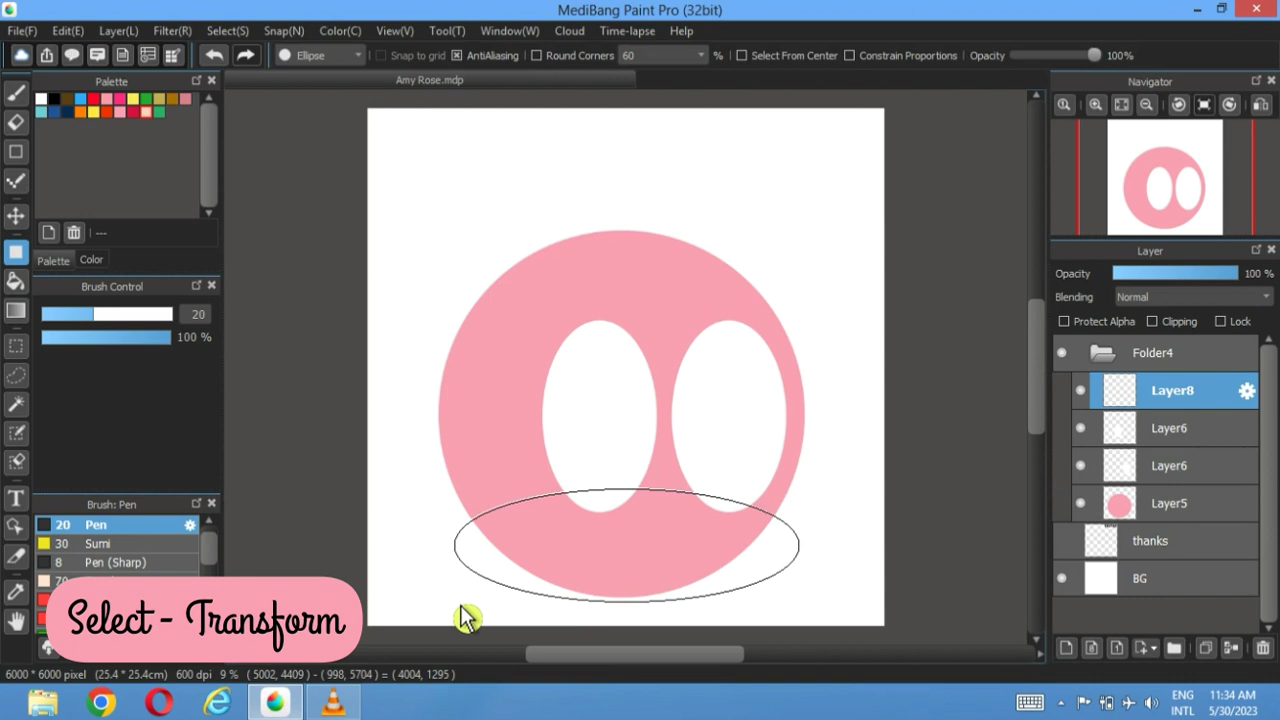 MediBang Paint Pro (32bit)
File(F) Edit(E) Layer(L) Filter(R) Select(S) Snap(N) Color(C) View(V) Tool(T) Window(W) Cloud Time-lapse Help
Ellipse Snap to grid AntiAliasing Round Corners 60 % Select From Center Constrain Proportions Opacity 100%
Palette Amy Rose.mdp Navigator
---
Palette Color
Layer
Opacity 100 %
Brush Control
Blending Normal
20
Protect Alpha Clipping Lock
100 %
Folder4
Layer8
Layer6
Layer6
Brush: Pen
Layer5
20 Pen
30 Sumi
thanks
8 Pen (Sharp)
BG
Select - Transform
6000 * 6000 pixel (25.4 * 25.4cm) 600 dpi 9 % ( 5002, 4409) - ( 998, 5704) = ( 4004, 1295)
ENG 11:34 AM
INTL 5/30/2023